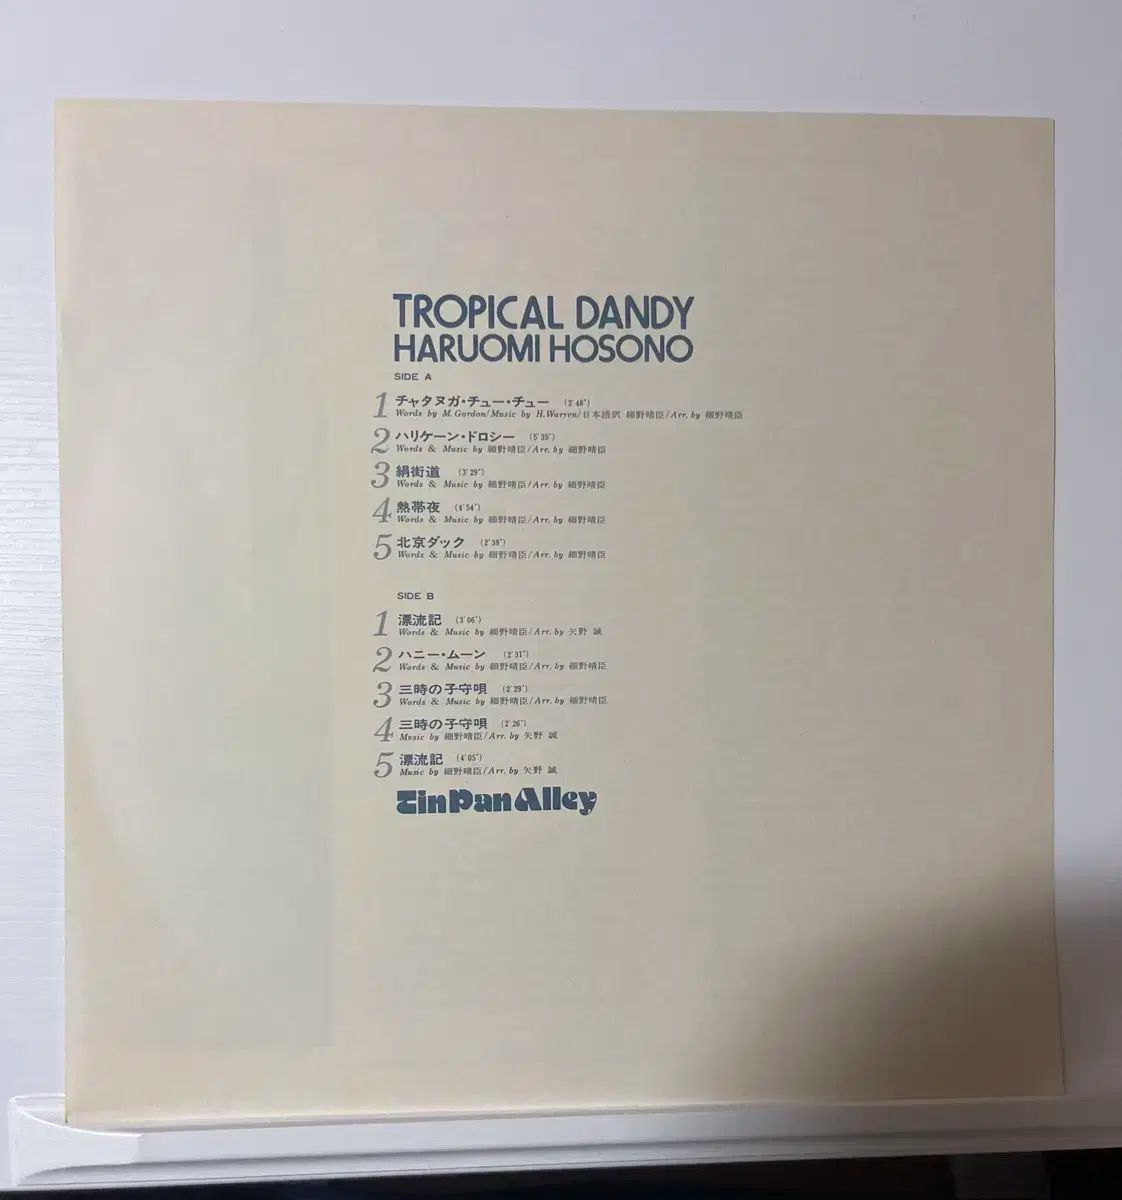 TROPICAL DANDY
HARUOMI HOSONO
SIDE A
1 チャタヌガ・チュー・チュー (2'48")
Words by M. Gordon/Music by H. Warren/日本語訳 細野晴臣/Arr. by 細野晴臣
2 ハリケーン・ドロシー (5'39")
Words & Music by 細野晴臣/Arr. by 細野晴臣
3 絹街道 (3'29")
Words & Music by 細野晴臣/Arr. by 細野晴臣
4 熱帯夜 (4'54")
Words & Music by 細野晴臣/Arr. by 細野晴臣
5 北京ダック (2'38")
Words & Music by 細野晴臣/Arr. by 細野晴臣
SIDE B
1 漂流記 (3'06")
Words & Music by 細野晴臣/Arr. by 矢野 誠
2 ハニー・ムーン (2'31")
Words & Music by 細野晴臣/Arr. by 細野晴臣
3 三時の子守唄 (2'29")
Words & Music by 細野晴臣/Arr. by 細野晴臣
4 三時の子守唄 (2'26")
Music by 細野晴臣/Arr. by 矢野 誠
5 漂流記 (4'05")
Music by 細野晴臣/Arr. by 矢野 誠
Tin Pan Alley